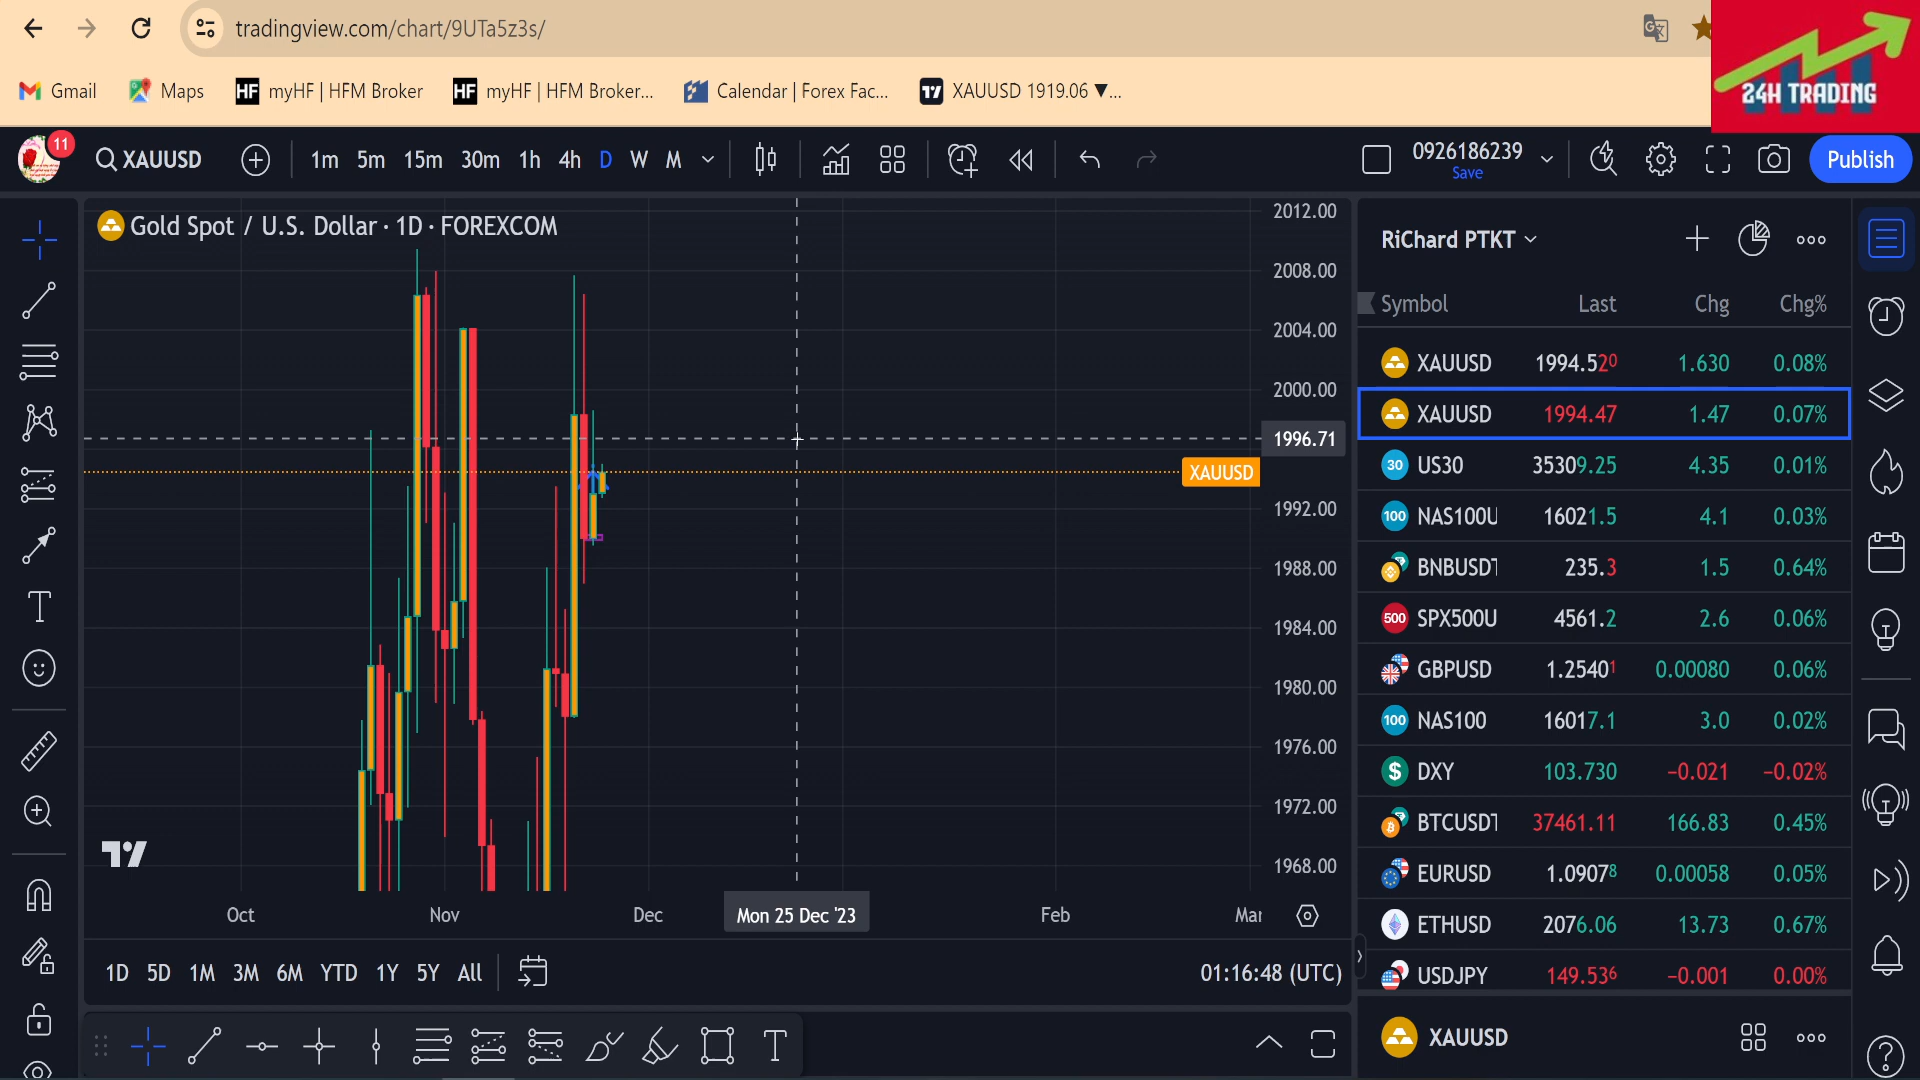 tradingview.com/chart/9UTa5z3s/
24H TRADING
Gmail Maps HF myHF | HFM Broker HF myHF | HFM Broker... Calendar | Forex Fac... XAUUSD 1919.06 ▼...
11 XAUUSD 1m 5m 15m 30m 1h 4h D W M 0926186239 Save Publish
Gold Spot / U.S. Dollar · 1D · FOREXCOM
2012.00
2008.00
2004.00
2000.00
1996.71
XAUUSD
1992.00
1988.00
1984.00
1980.00
1976.00
1972.00
1968.00
Oct Nov Dec Mon 25 Dec '23 Feb Mar
1D 5D 1M 3M 6M YTD 1Y 5Y All 01:16:48 (UTC)
RiChard PTKT
Symbol Last Chg Chg%
XAUUSD 1994.520 1.630 0.08%
XAUUSD 1994.47 1.47 0.07%
30 US30 35309.25 4.35 0.01%
100 NAS100U 16021.5 4.1 0.03%
BNBUSDT 235.3 1.5 0.64%
500 SPX500U 4561.2 2.6 0.06%
GBPUSD 1.25401 0.00080 0.06%
100 NAS100 16017.1 3.0 0.02%
$ DXY 103.730 −0.021 −0.02%
BTCUSDT 37461.11 166.83 0.45%
EURUSD 1.09078 0.00058 0.05%
ETHUSD 2076.06 13.73 0.67%
USDJPY 149.536 −0.001 0.00%
XAUUSD